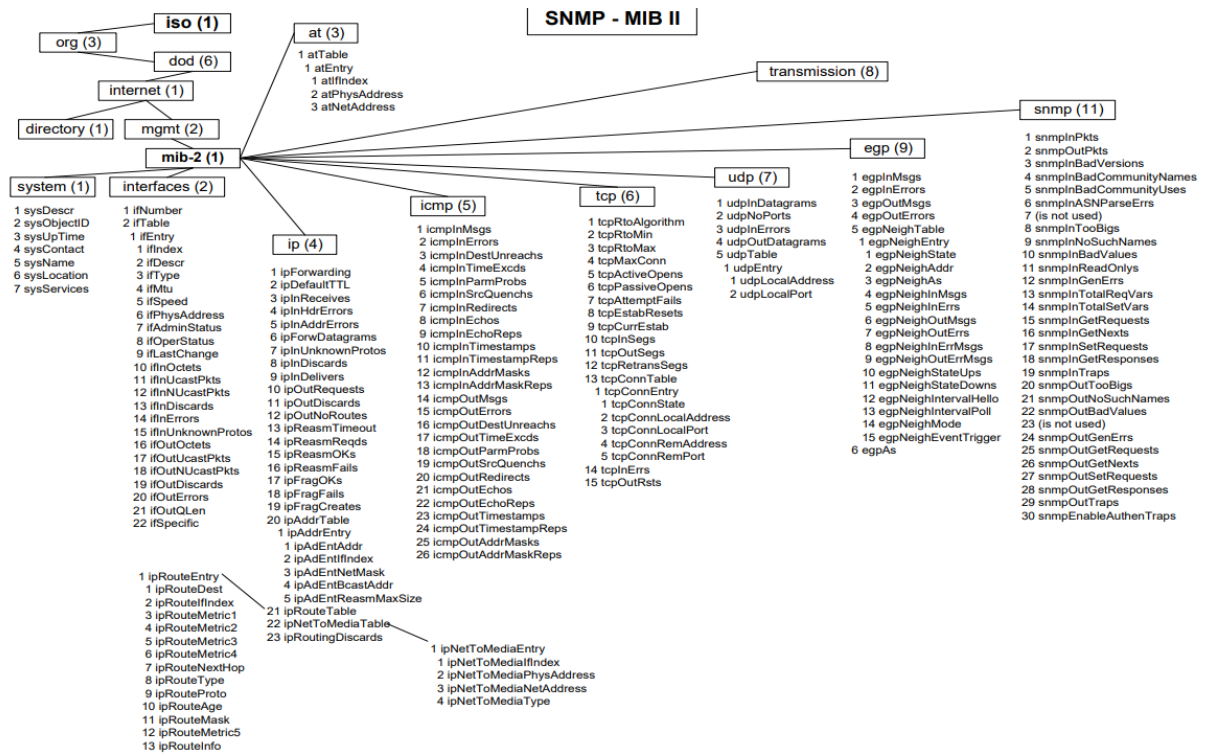 SNMP - MIB II
iso (1)
org (3)
dod (6)
internet (1)
directory (1)
mgmt (2)
mib-2 (1)
system (1)
1 sysDescr
2 sysObjectID
3 sysUpTime
4 sysContact
5 sysName
6 sysLocation
7 sysServices
interfaces (2)
1 ifNumber
2 ifTable
1 ifEntry
1 ifIndex
2 ifDescr
3 ifType
4 ifMtu
5 ifSpeed
6 ifPhysAddress
7 ifAdminStatus
8 ifOperStatus
9 ifLastChange
10 ifInOctets
11 ifInUcastPkts
12 ifInNUcastPkts
13 ifInDiscards
14 ifInErrors
15 ifInUnknownProtos
16 ifOutOctets
17 ifOutUcastPkts
18 ifOutNUcastPkts
19 ifOutDiscards
20 ifOutErrors
21 ifOutQLen
22 ifSpecific
at (3)
1 atTable
1 atEntry
1 atIfIndex
2 atPhysAddress
3 atNetAddress
ip (4)
1 ipForwarding
2 ipDefaultTTL
3 ipInReceives
4 ipInHdrErrors
5 ipInAddrErrors
6 ipForwDatagrams
7 ipInUnknownProtos
8 ipInDiscards
9 ipInDelivers
10 ipOutRequests
11 ipOutDiscards
12 ipOutNoRoutes
13 ipReasmTimeout
14 ipReasmReqds
15 ipReasmOKs
16 ipReasmFails
17 ipFragOKs
18 ipFragFails
19 ipFragCreates
20 ipAddrTable
1 ipAddrEntry
1 ipAdEntAddr
2 ipAdEntIfIndex
3 ipAdEntNetMask
4 ipAdEntBcastAddr
5 ipAdEntReasmMaxSize
21 ipRouteTable
22 ipNetToMediaTable
23 ipRoutingDiscards
1 ipRouteEntry
1 ipRouteDest
2 ipRouteIfIndex
3 ipRouteMetric1
4 ipRouteMetric2
5 ipRouteMetric3
6 ipRouteMetric4
7 ipRouteNextHop
8 ipRouteType
9 ipRouteProto
10 ipRouteAge
11 ipRouteMask
12 ipRouteMetric5
13 ipRouteInfo
1 ipNetToMediaEntry
1 ipNetToMediaIfIndex
2 ipNetToMediaPhysAddress
3 ipNetToMediaNetAddress
4 ipNetToMediaType
icmp (5)
1 icmpInMsgs
2 icmpInErrors
3 icmpInDestUnreachs
4 icmpInTimeExcds
5 icmpInParmProbs
6 icmpInSrcQuenchs
7 icmpInRedirects
8 icmpInEchos
9 icmpInEchoReps
10 icmpInTimestamps
11 icmpInTimestampReps
12 icmpInAddrMasks
13 icmpInAddrMaskReps
14 icmpOutMsgs
15 icmpOutErrors
16 icmpOutDestUnreachs
17 icmpOutTimeExcds
18 icmpOutParmProbs
19 icmpOutSrcQuenchs
20 icmpOutRedirects
21 icmpOutEchos
22 icmpOutEchoReps
23 icmpOutTimestamps
24 icmpOutTimestampReps
25 icmpOutAddrMasks
26 icmpOutAddrMaskReps
tcp (6)
1 tcpRtoAlgorithm
2 tcpRtoMin
3 tcpRtoMax
4 tcpMaxConn
5 tcpActiveOpens
6 tcpPassiveOpens
7 tcpAttemptFails
8 tcpEstabResets
9 tcpCurrEstab
10 tcpInSegs
11 tcpOutSegs
12 tcpRetransSegs
13 tcpConnTable
1 tcpConnEntry
1 tcpConnState
2 tcpConnLocalAddress
3 tcpConnLocalPort
4 tcpConnRemAddress
5 tcpConnRemPort
14 tcpInErrs
15 tcpOutRsts
udp (7)
1 udpInDatagrams
2 udpNoPorts
3 udpInErrors
4 udpOutDatagrams
5 udpTable
1 udpEntry
1 udpLocalAddress
2 udpLocalPort
transmission (8)
egp (9)
1 egpInMsgs
2 egpInErrors
3 egpOutMsgs
4 egpOutErrors
5 egpNeighTable
1 egpNeighEntry
1 egpNeighState
2 egpNeighAddr
3 egpNeighAs
4 egpNeighInMsgs
5 egpNeighInErrs
6 egpNeighOutMsgs
7 egpNeighOutErrs
8 egpNeighInErrMsgs
9 egpNeighOutErrMsgs
10 egpNeighStateUps
11 egpNeighStateDowns
12 egpNeighIntervalHello
13 egpNeighIntervalPoll
14 egpNeighMode
15 egpNeighEventTrigger
6 egpAs
snmp (11)
1 snmpInPkts
2 snmpOutPkts
3 snmpInBadVersions
4 snmpInBadCommunityNames
5 snmpInBadCommunityUses
6 snmpInASNParseErrs
7 (is not used)
8 snmpInTooBigs
9 snmpInNoSuchNames
10 snmpInBadValues
11 snmpInReadOnlys
12 snmpInGenErrs
13 snmpInTotalReqVars
14 snmpInTotalSetVars
15 snmpInGetRequests
16 snmpInGetNexts
17 snmpInSetRequests
18 snmpInGetResponses
19 snmpInTraps
20 snmpOutTooBigs
21 snmpOutNoSuchNames
22 snmpOutBadValues
23 (is not used)
24 snmpOutGenErrs
25 snmpOutGetRequests
26 snmpOutGetNexts
27 snmpOutSetRequests
28 snmpOutGetResponses
29 snmpOutTraps
30 snmpEnableAuthenTraps